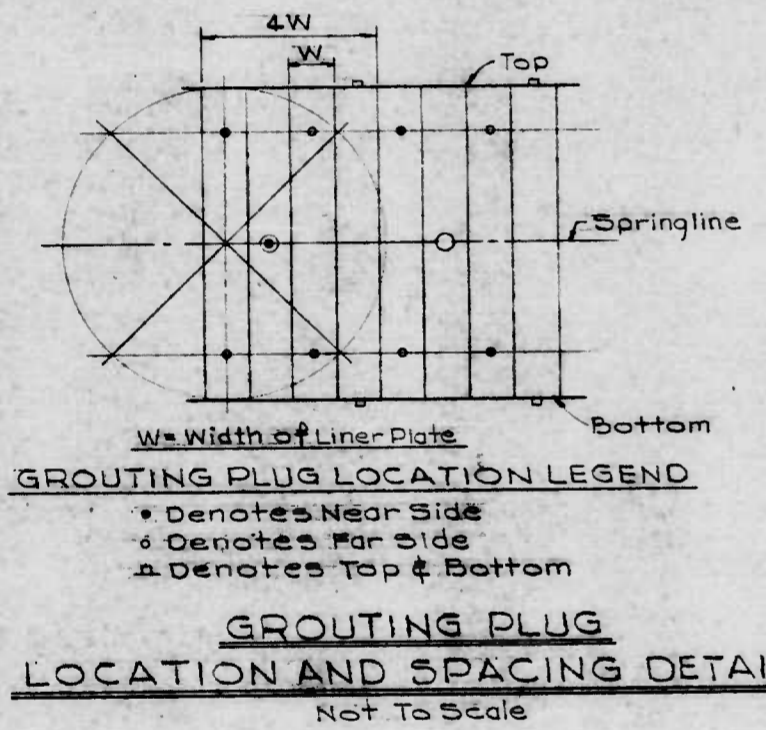 4W
W
Top
Springline
Bottom
W= Width of Liner Plate
GROUTING PLUG LOCATION LEGEND
• Denotes Near Side
o Denotes Far Side
Denotes Top & Bottom
GROUTING PLUG
LOCATION AND SPACING DETAI
Not To Scale